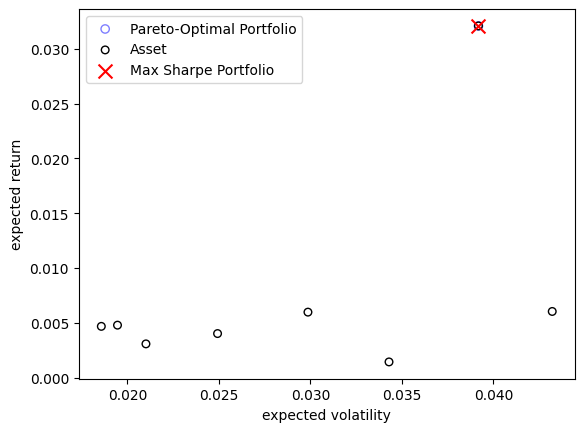 Pareto-Optimal Portfolio
Asset
Max Sharpe Portfolio
expected return
0.030
0.025
0.020
0.015
0.010
0.005
0.000
0.020 0.025 0.030 0.035 0.040
expected volatility